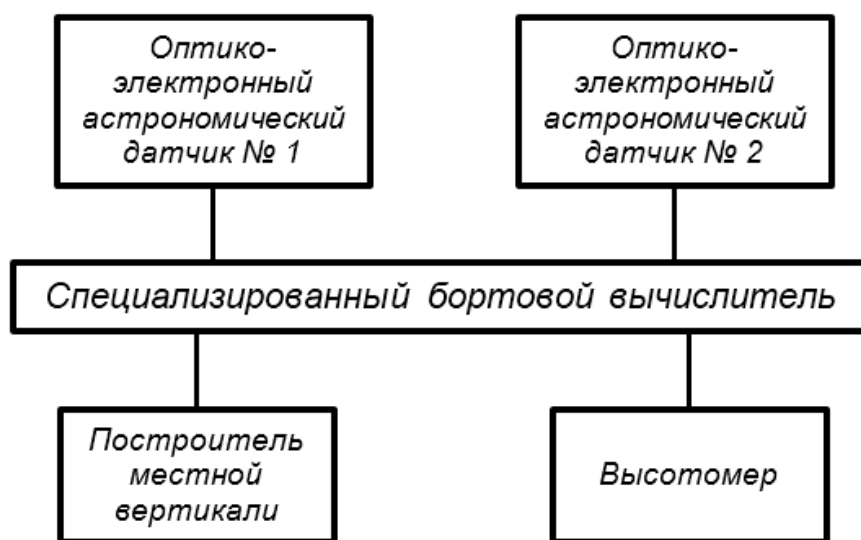 Оптико-
электронный
астрономический
датчик № 1
Оптико-
электронный
астрономический
датчик № 2
Специализированный бортовой вычислитель
Построитель
местной
вертикали
Высотомер